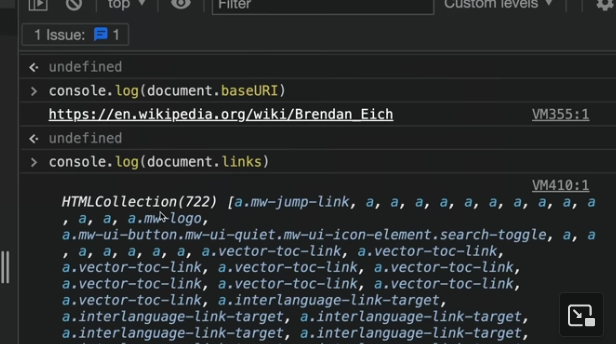 top ▼ Filter Custom levels ▼
1 Issue: 1
undefined
console.log(document.baseURI)
https://en.wikipedia.org/wiki/Brendan_Eich VM355:1
undefined
console.log(document.links)
VM410:1
HTMLCollection(722) [a.mw-jump-link, a, a, a, a, a, a, a, a, a, a
, a, a, a.mw-logo,
a.mw-ui-button.mw-ui-quiet.mw-ui-icon-element.search-toggle, a, a
, a, a, a, a, a, a.vector-toc-link, a.vector-toc-link,
a.vector-toc-link, a.vector-toc-link, a.vector-toc-link,
a.vector-toc-link, a.vector-toc-link, a.vector-toc-link,
a.vector-toc-link, a.interlanguage-link-target,
a.interlanguage-link-target, a.interlanguage-link-target,
a.interlanguage-link-target, a.interlanguage-link-target,